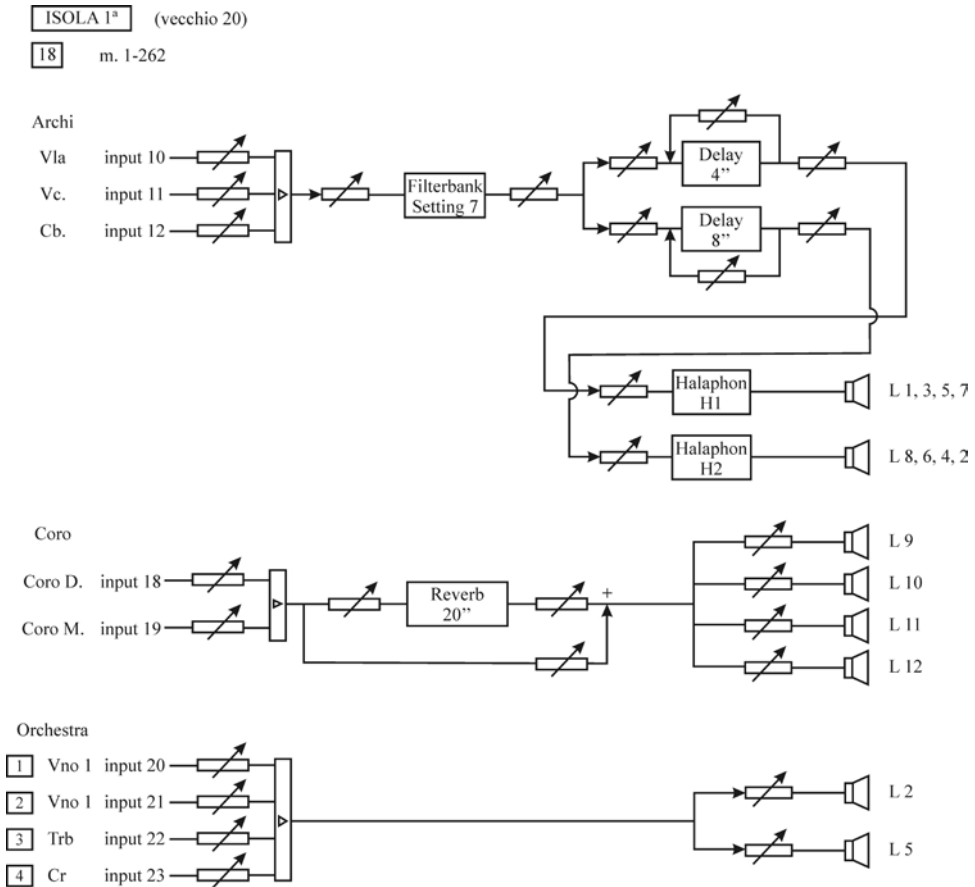 ISOLA 1ª (vecchio 20)
18 m. 1-262
Archi
Vla input 10
Vc. input 11
Cb. input 12
Filterbank
Setting 7
Delay
4”
Delay
8”
Halaphon
H1
L 1, 3, 5, 7
Halaphon
H2
L 8, 6, 4, 2
Coro
Coro D. input 18
Coro M. input 19
Reverb
20”
+
L 9
L 10
L 11
L 12
Orchestra
1 Vno 1 input 20
2 Vno 1 input 21
3 Trb input 22
4 Cr input 23
L 2
L 5